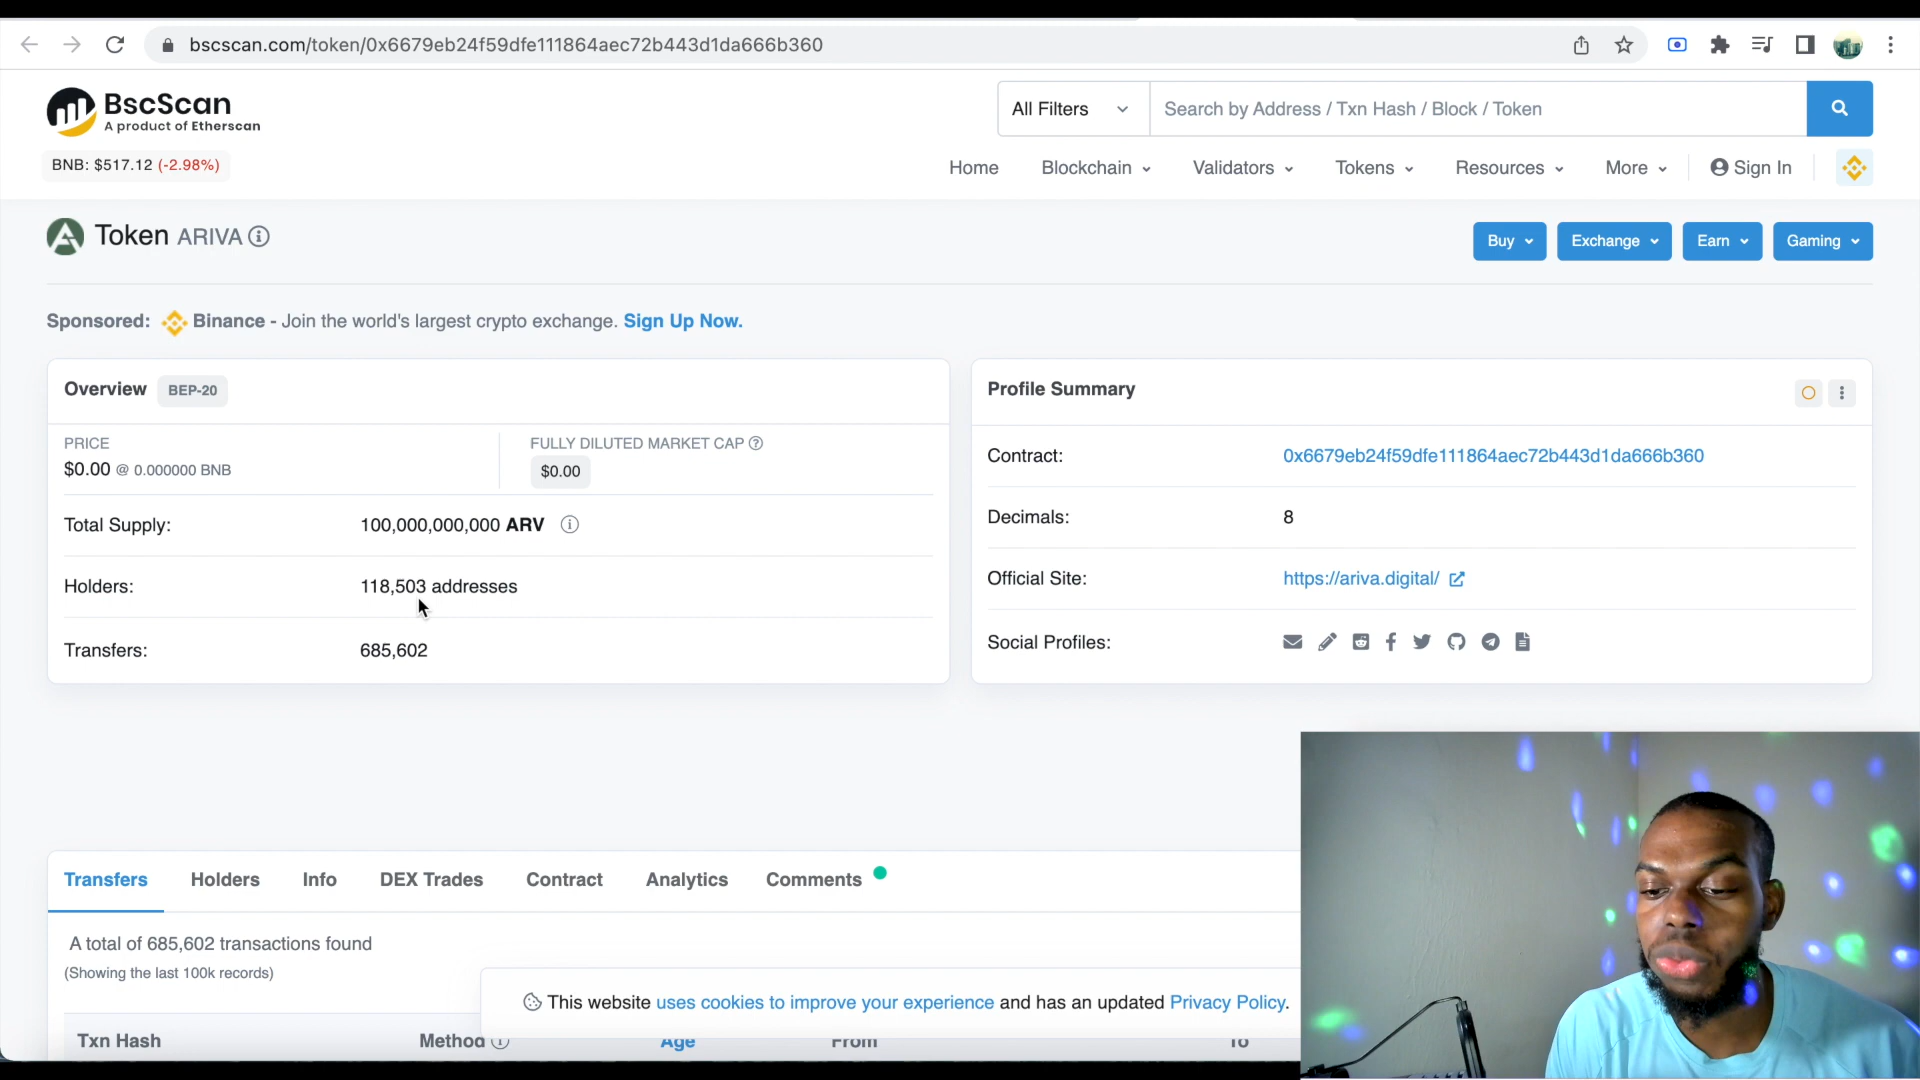 bscscan.com/token/0x6679eb24f59dfe111864aec72b443d1da666b360
BscScan
A product of Etherscan
All Filters
Search by Address / Txn Hash / Block / Token
BNB: $517.12 (-2.98%)
Home Blockchain Validators Tokens Resources More Sign In
Token ARIVA
Buy Exchange Earn Gaming
Sponsored: Binance - Join the world's largest crypto exchange. Sign Up Now.
Overview BEP-20
PRICE
$0.00 @ 0.000000 BNB
FULLY DILUTED MARKET CAP
$0.00
Total Supply: 100,000,000,000 ARV
Holders: 118,503 addresses
Transfers: 685,602
Profile Summary
Contract: 0x6679eb24f59dfe111864aec72b443d1da666b360
Decimals: 8
Official Site: https://ariva.digital/
Social Profiles:
Transfers Holders Info DEX Trades Contract Analytics Comments
A total of 685,602 transactions found
(Showing the last 100k records)
This website uses cookies to improve your experience and has an updated Privacy Policy.
Txn Hash Method Age From To